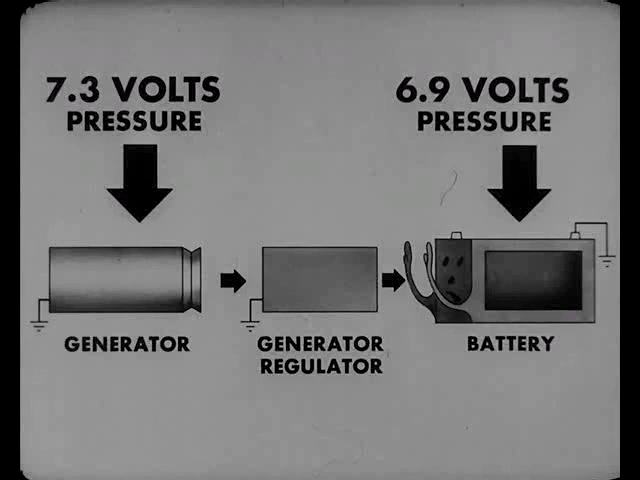 7.3 VOLTS
PRESSURE
6.9 VOLTS
PRESSURE
GENERATOR
GENERATOR
REGULATOR
BATTERY